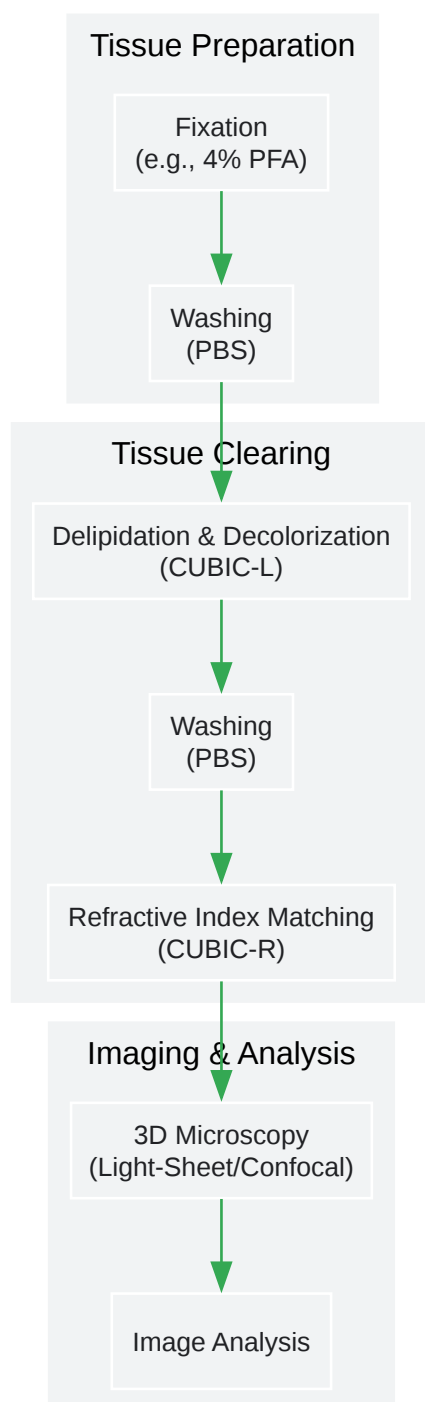 Tissue Preparation
Fixation
(e.g., 4% PFA)
Washing
(PBS)
Tissue Clearing
Delipidation & Decolorization
(CUBIC-L)
Washing
(PBS)
Refractive Index Matching
(CUBIC-R)
Imaging & Analysis
3D Microscopy
(Light-Sheet/Confocal)
Image Analysis